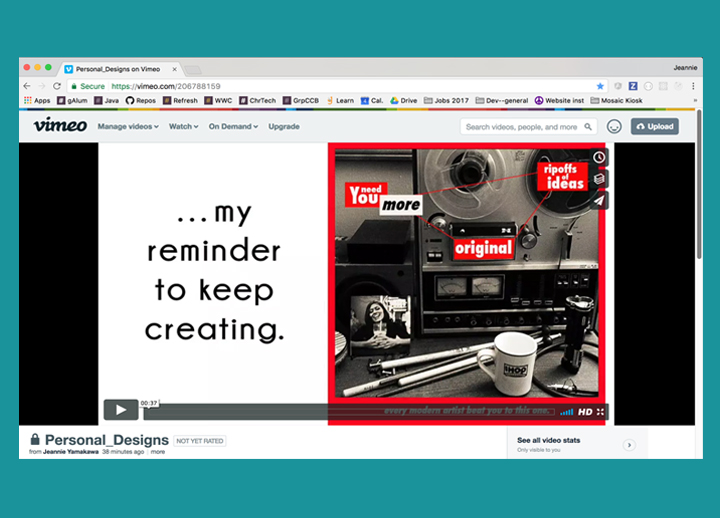 Personal_Designs on Vimeo
Jeannie
Secure https://vimeo.com/206788159
Apps gAlum Java Repos Refresh WWC ChrTech GrpCCB Learn Cal. Drive Jobs 2017 Dev--general Website inst Mosaic Kiosk
vimeo Manage videos Watch On Demand Upgrade Search videos, people, and more Upload
...my
reminder
to keep
creating.
You need
more
ripoffs
of
ideas
original
IHOP
00:37
every modern artist beat you to this one.
HD
Personal_Designs NOT YET RATED
from Jeannie Yamakawa 38 minutes ago more
See all video stats
Only visible to you